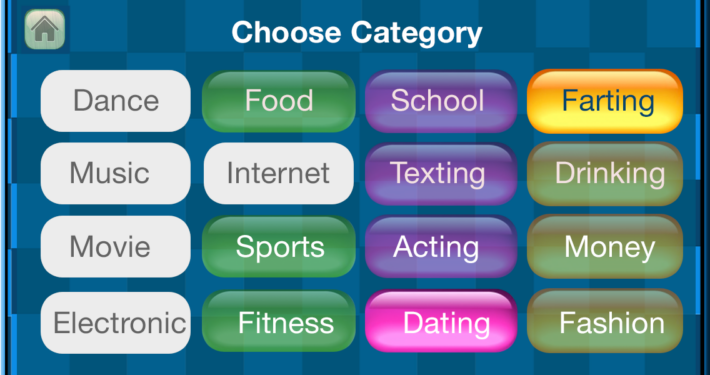 Choose Category
Dance Food School Farting
Music Internet Texting Drinking
Movie Sports Acting Money
Electronic Fitness Dating Fashion